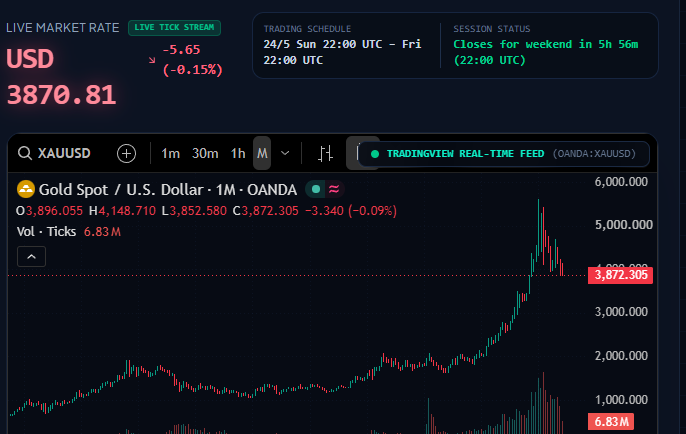 LIVE MARKET RATE
LIVE TICK STREAM
USD
3870.81
↘ -5.65
(-0.15%)
TRADING SCHEDULE
24/5 Sun 22:00 UTC – Fri
22:00 UTC
SESSION STATUS
Closes for weekend in 5h 56m
(22:00 UTC)
XAUUSD
1m 30m 1h M
TRADINGVIEW REAL-TIME FEED (OANDA:XAUUSD)
Gold Spot / U.S. Dollar · 1M · OANDA
O3,896.055 H4,148.710 L3,852.580 C3,872.305 −3.340 (−0.09%)
Vol · Ticks 6.83 M
6,000.000
5,000.000
4,000.000
3,872.305
3,000.000
2,000.000
1,000.000
6.83 M